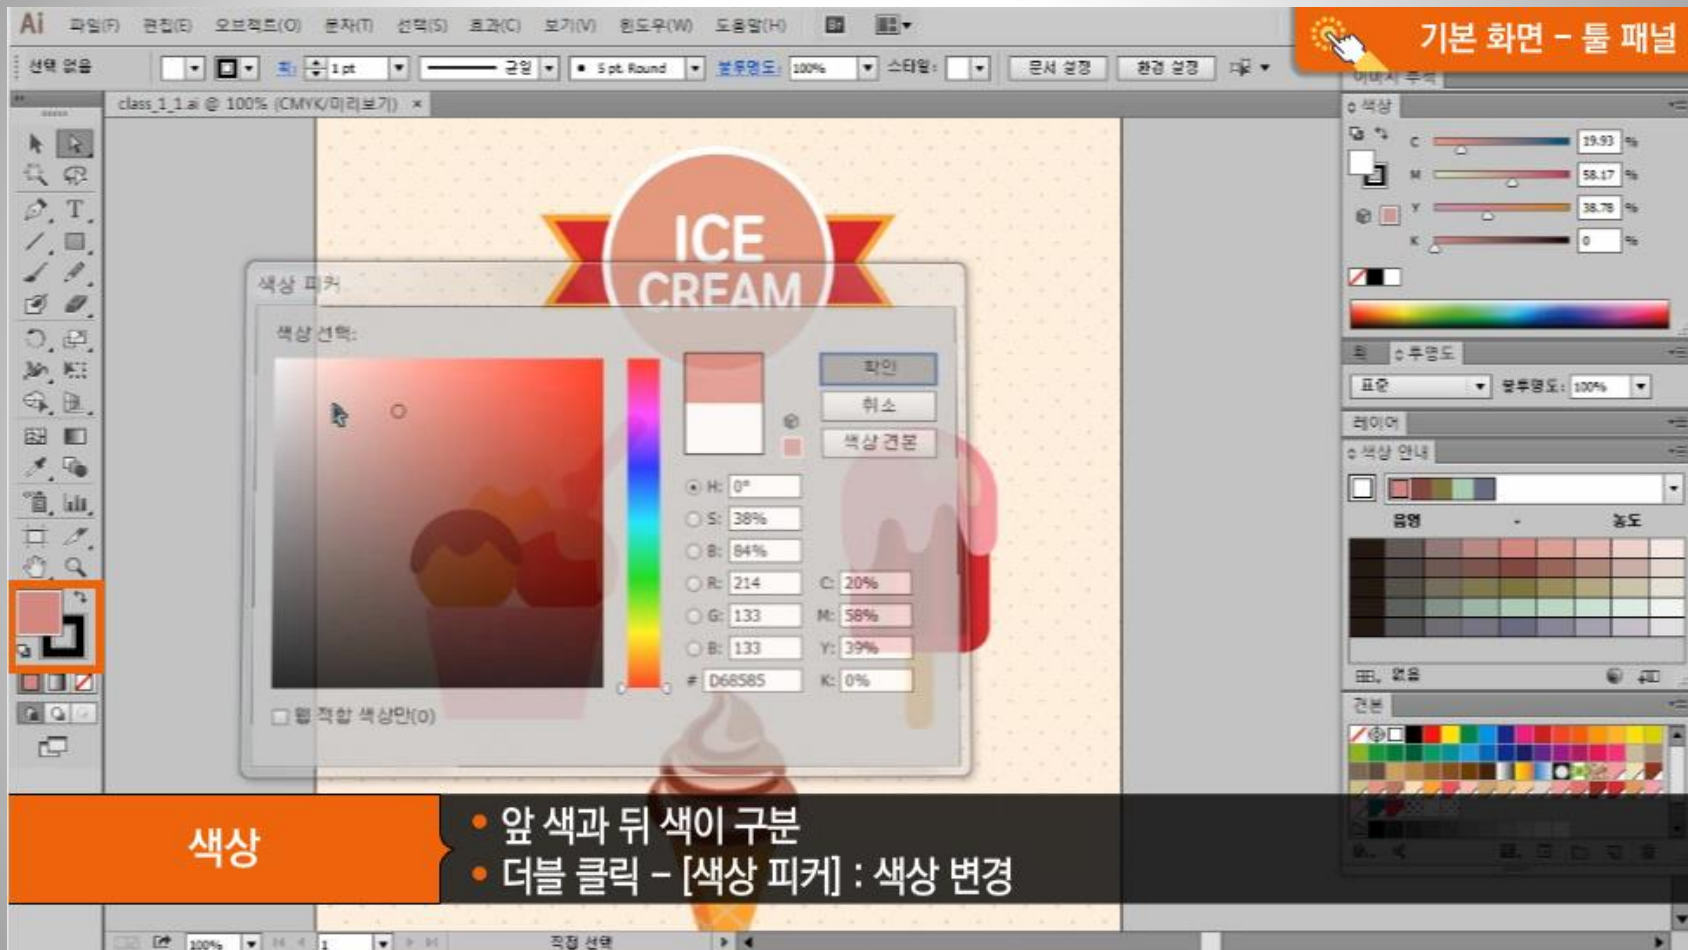 Ai 파일(F) 편집(E) 오브젝트(O) 문자(T) 선택(S) 효과(C) 보기(V) 윈도우(W) 도움말(H) Br
기본 화면 – 툴 패널
선택 없음 획: 1 pt 균일 5 pt. Round 불투명도: 100% 스타일: 문서 설정 환경 설정
class_1_1.ai @ 100% (CMYK/미리보기) ×
색상
C 19.93 %
M 58.17 %
Y 38.78 %
K 0 %
ICE
CREAM
색상 피커
색상 선택:
확인
취소
색상 견본
H: 0°
S: 38%
B: 84%
R: 214 C: 20%
G: 133 M: 58%
B: 133 Y: 39%
# D68585 K: 0%
웹 적합 색상만(O)
획 투명도
표준 불투명도: 100%
레이어
색상 안내
음영 - 농도
없음
견본
색상
• 앞 색과 뒤 색이 구분
• 더블 클릭 – [색상 피커] : 색상 변경
100% 1 직접 선택